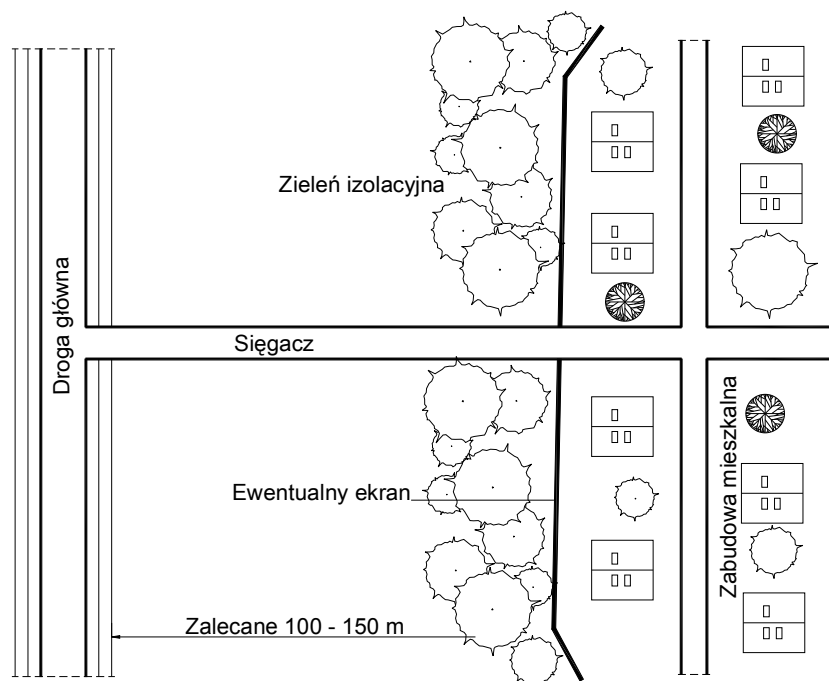 Zieleń izolacyjna
Droga główna
Sięgacz
Ewentualny ekran
Zabudowa mieszkalna
Zalecane 100 - 150 m